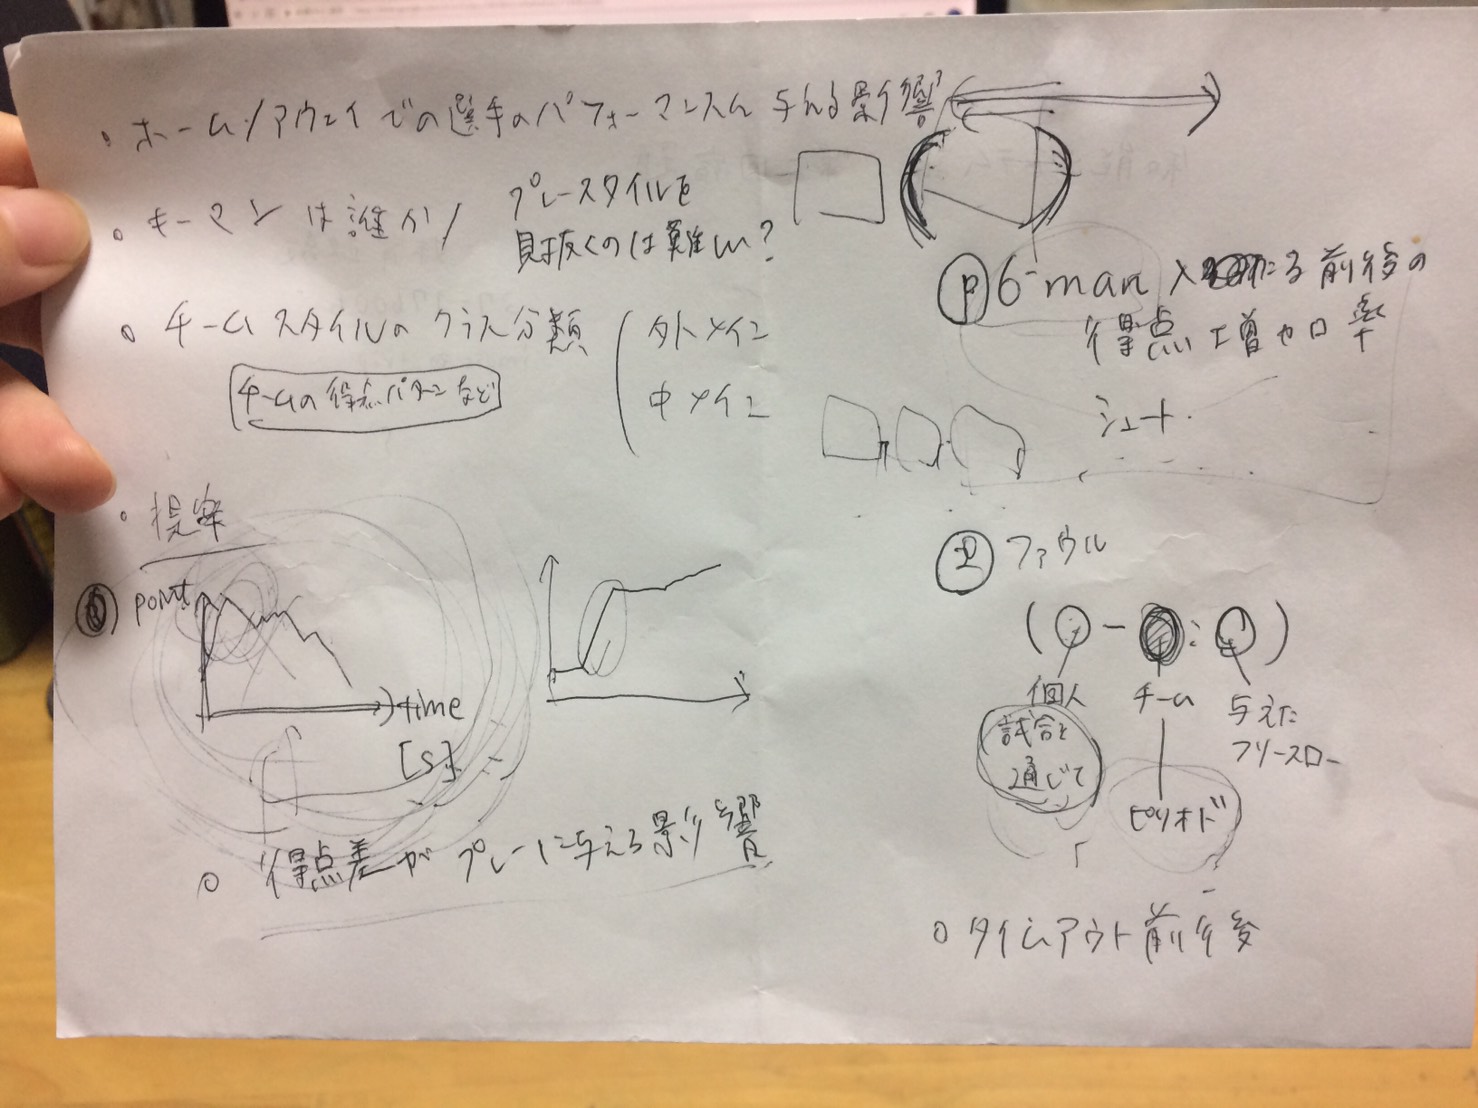 ・ホーム/アウェイでの選手のパフォーマンスに与える影響
・キーマンは誰か/
プレースタイルを
見抜くのは難しい?
・チームスタイルのクラス分類
外メイン
中メイン
チームの得点パターンなど
・提案
point
time
[s]
○ 得点差がプレーに与える影響
P 6-man 入る前後の
得点増加率
シュート
ファウル
( ○ - ● : ○ )
個人
チーム
与えた
フリースロー
試合を
通じて
ピリオド
○ タイムアウト前後